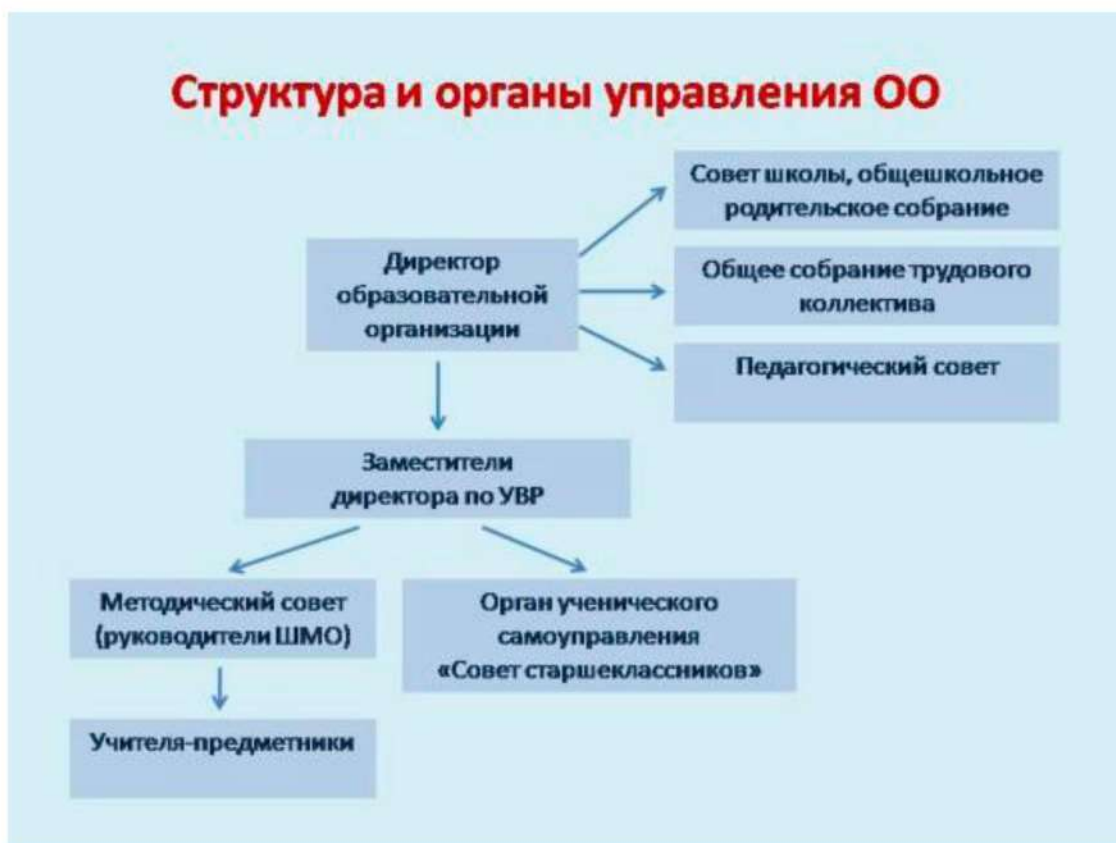 Структура и органы управления ОО
Совет школы, общешкольное
родительское собрание
Директор
образовательной
организации
Общее собрание трудового
коллектива
Педагогический совет
Заместители
директора по УВР
Методический совет
(руководители ШМО)
Орган ученического
самоуправления
«Совет старшеклассников»
Учителя-предметники